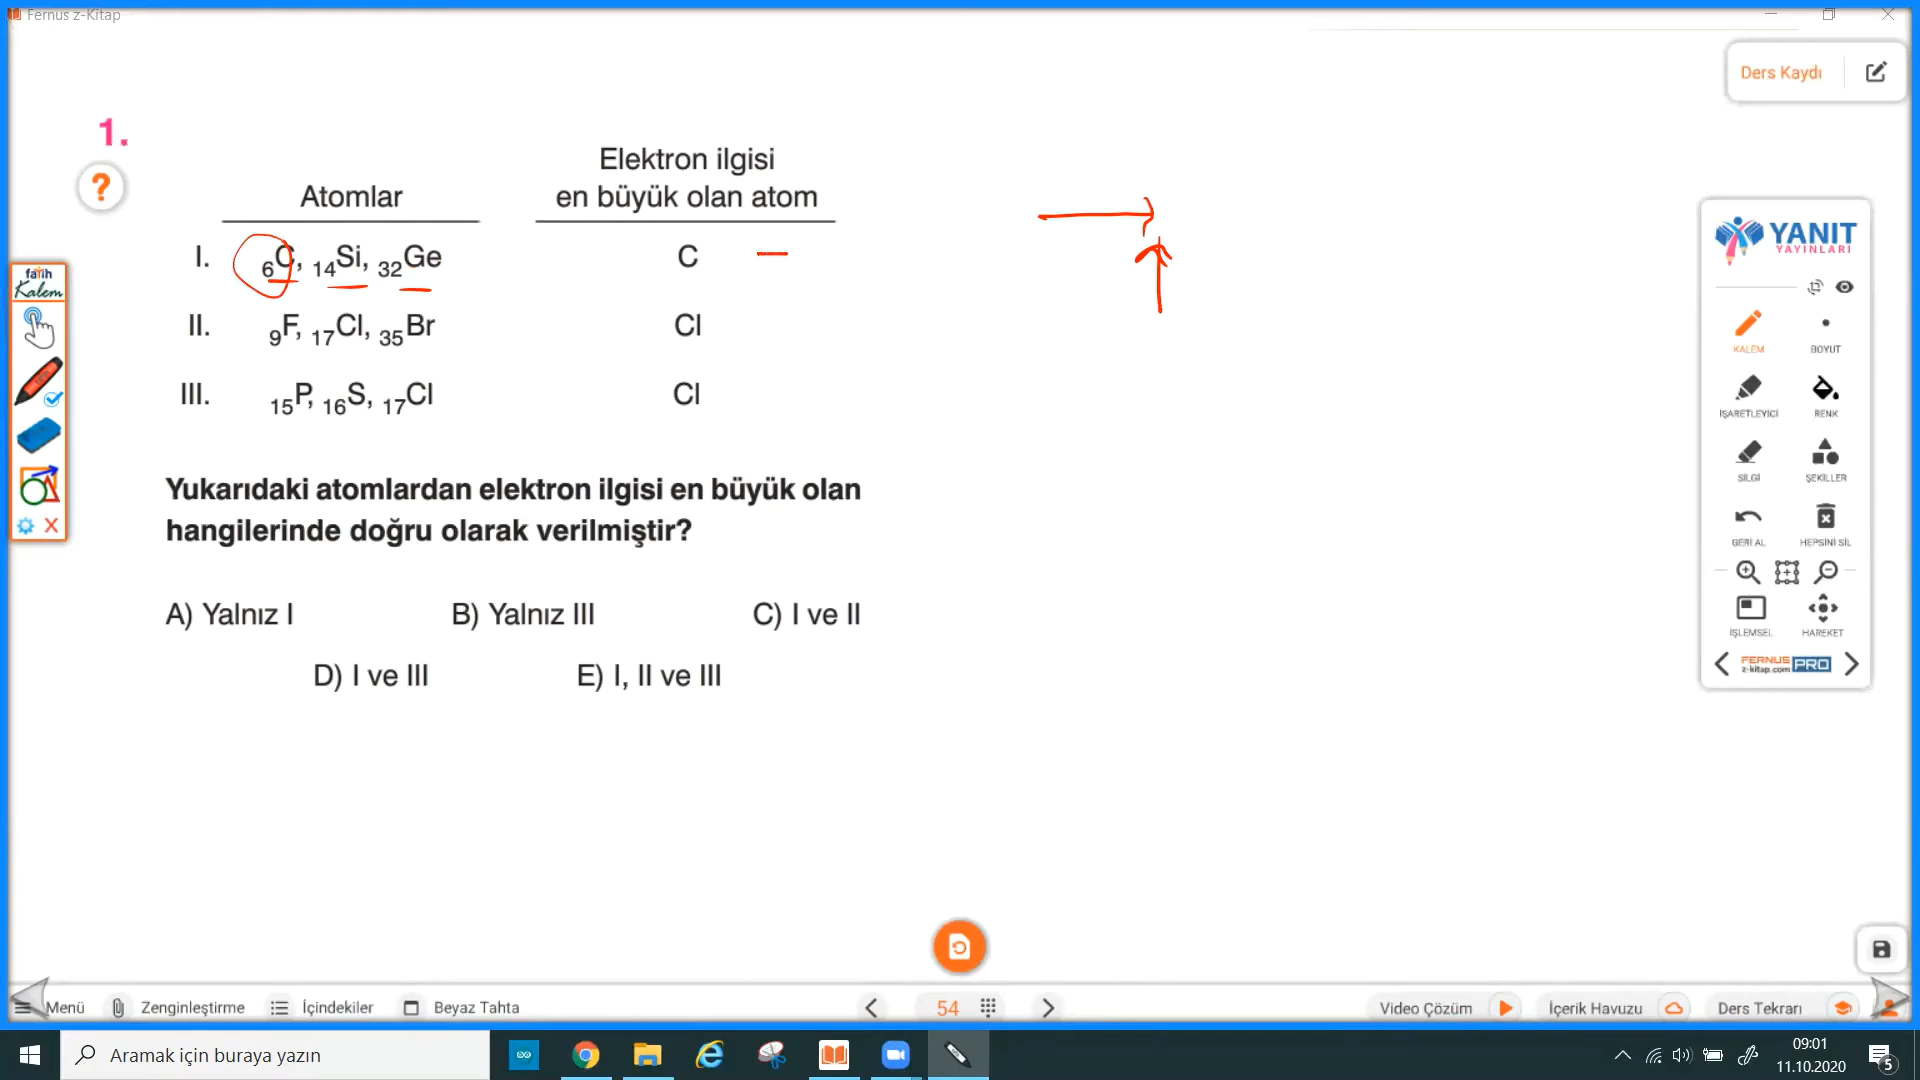 Fernus z-Kitap
Ders Kaydı
1.
?
Atomlar
Elektron ilgisi
en büyük olan atom
I. ₆C, ₁₄Si, ₃₂Ge C
II. ₉F, ₁₇Cl, ₃₅Br Cl
III. ₁₅P, ₁₆S, ₁₇Cl Cl
Yukarıdaki atomlardan elektron ilgisi en büyük olan
hangilerinde doğru olarak verilmiştir?
A) Yalnız I B) Yalnız III C) I ve II
D) I ve III E) I, II ve III
fatih
Kalem
YANIT
YAYINLARI
KALEM BOYUT
İŞARETLEYİCİ RENK
SİLGİ ŞEKİLLER
GERİ AL HEPSİNİ SİL
İŞLEMSEL HAREKET
FERNUS
z-kitap.com PRO
Menü Zenginleştirme İçindekiler Beyaz Tahta 54 Video Çözüm İçerik Havuzu Ders Tekrarı
Aramak için buraya yazın
09:01
11.10.2020
5